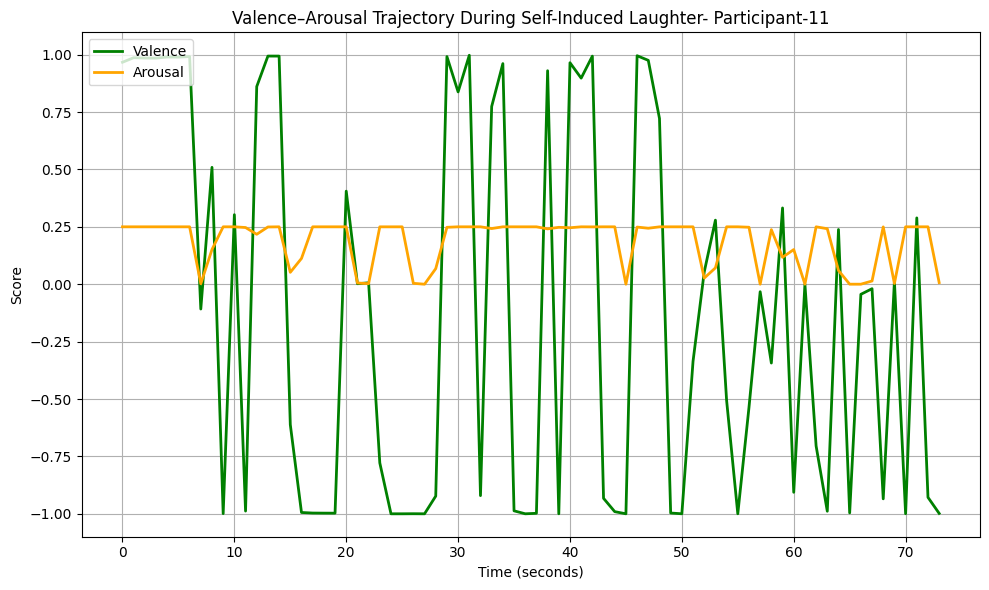 Valence–Arousal Trajectory During Self-Induced Laughter- Participant-11
Valence
Arousal
Score
1.00
0.75
0.50
0.25
0.00
−0.25
−0.50
−0.75
−1.00
0 10 20 30 40 50 60 70
Time (seconds)